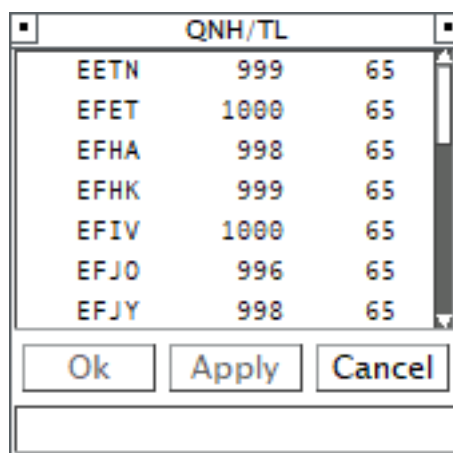 QNH/TL
EETN 999 65
EFET 1000 65
EFHA 998 65
EFHK 999 65
EFIV 1000 65
EFJO 996 65
EFJY 998 65
Ok Apply Cancel